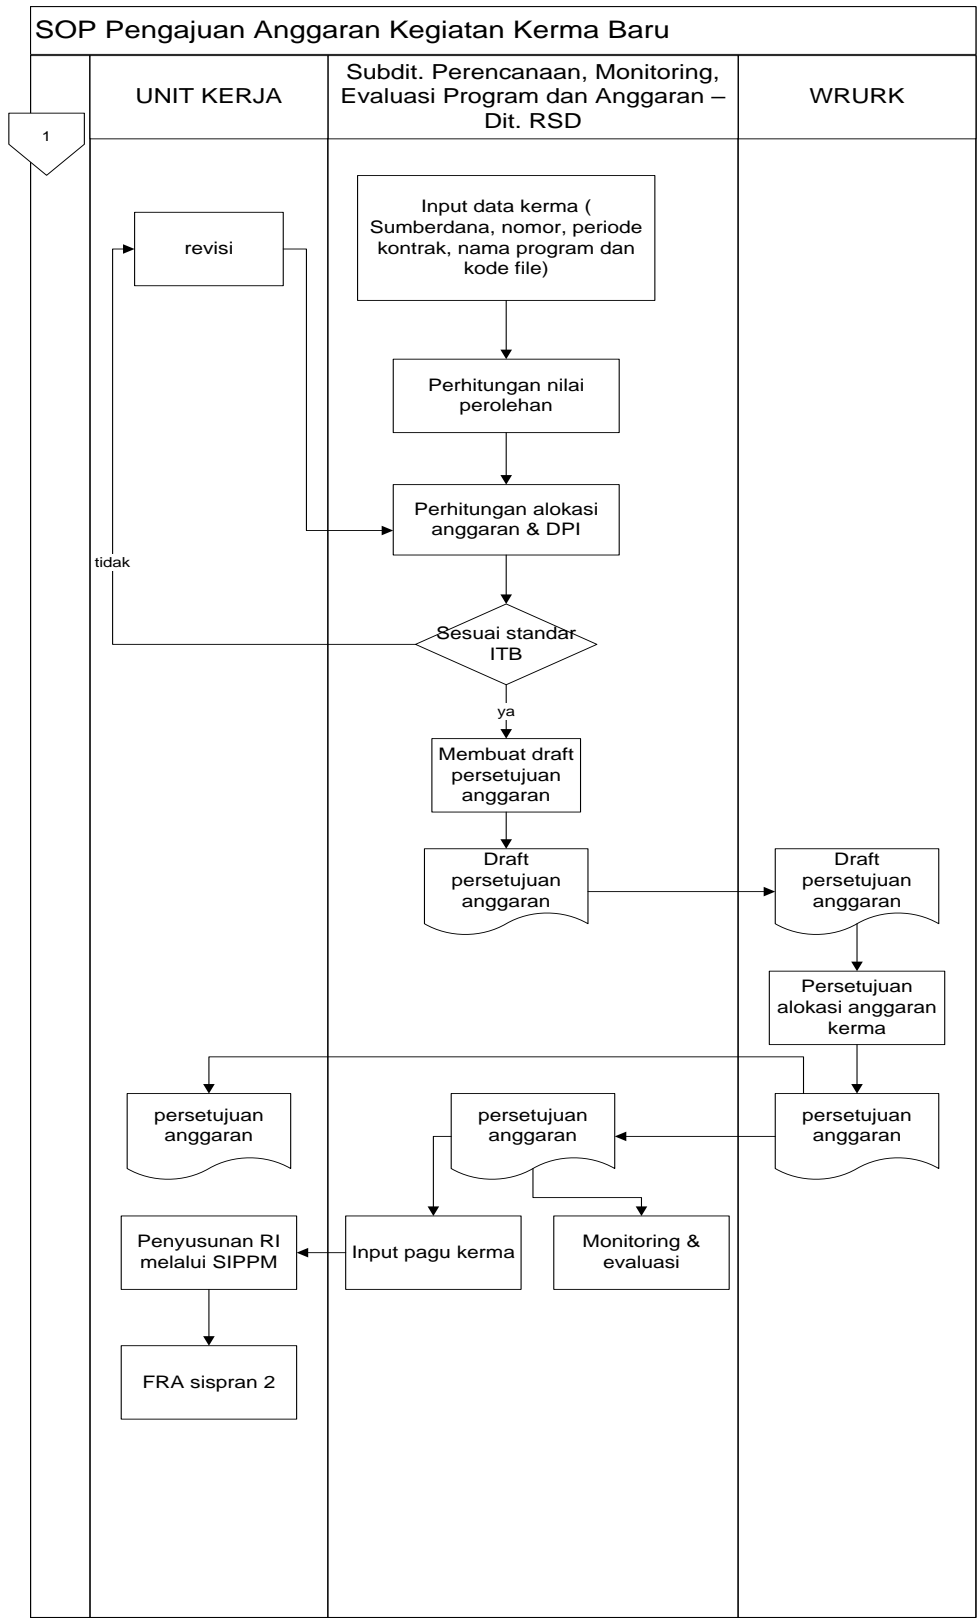 SOP Pengajuan Anggaran Kegiatan Kerma Baru
UNIT KERJA
Subdit. Perencanaan, Monitoring,
Evaluasi Program dan Anggaran –
Dit. RSD
WRURK
1
Input data kerma (
Sumberdana, nomor, periode
kontrak, nama program dan
kode file)
revisi
Perhitungan nilai
perolehan
Perhitungan alokasi
anggaran & DPI
tidak
Sesuai standar
ITB
ya
Membuat draft
persetujuan
anggaran
Draft
persetujuan
anggaran
Draft
persetujuan
anggaran
Persetujuan
alokasi anggaran
kerma
persetujuan
anggaran
persetujuan
anggaran
persetujuan
anggaran
Penyusunan RI
melalui SIPPM
Input pagu kerma
Monitoring &
evaluasi
FRA sispran 2